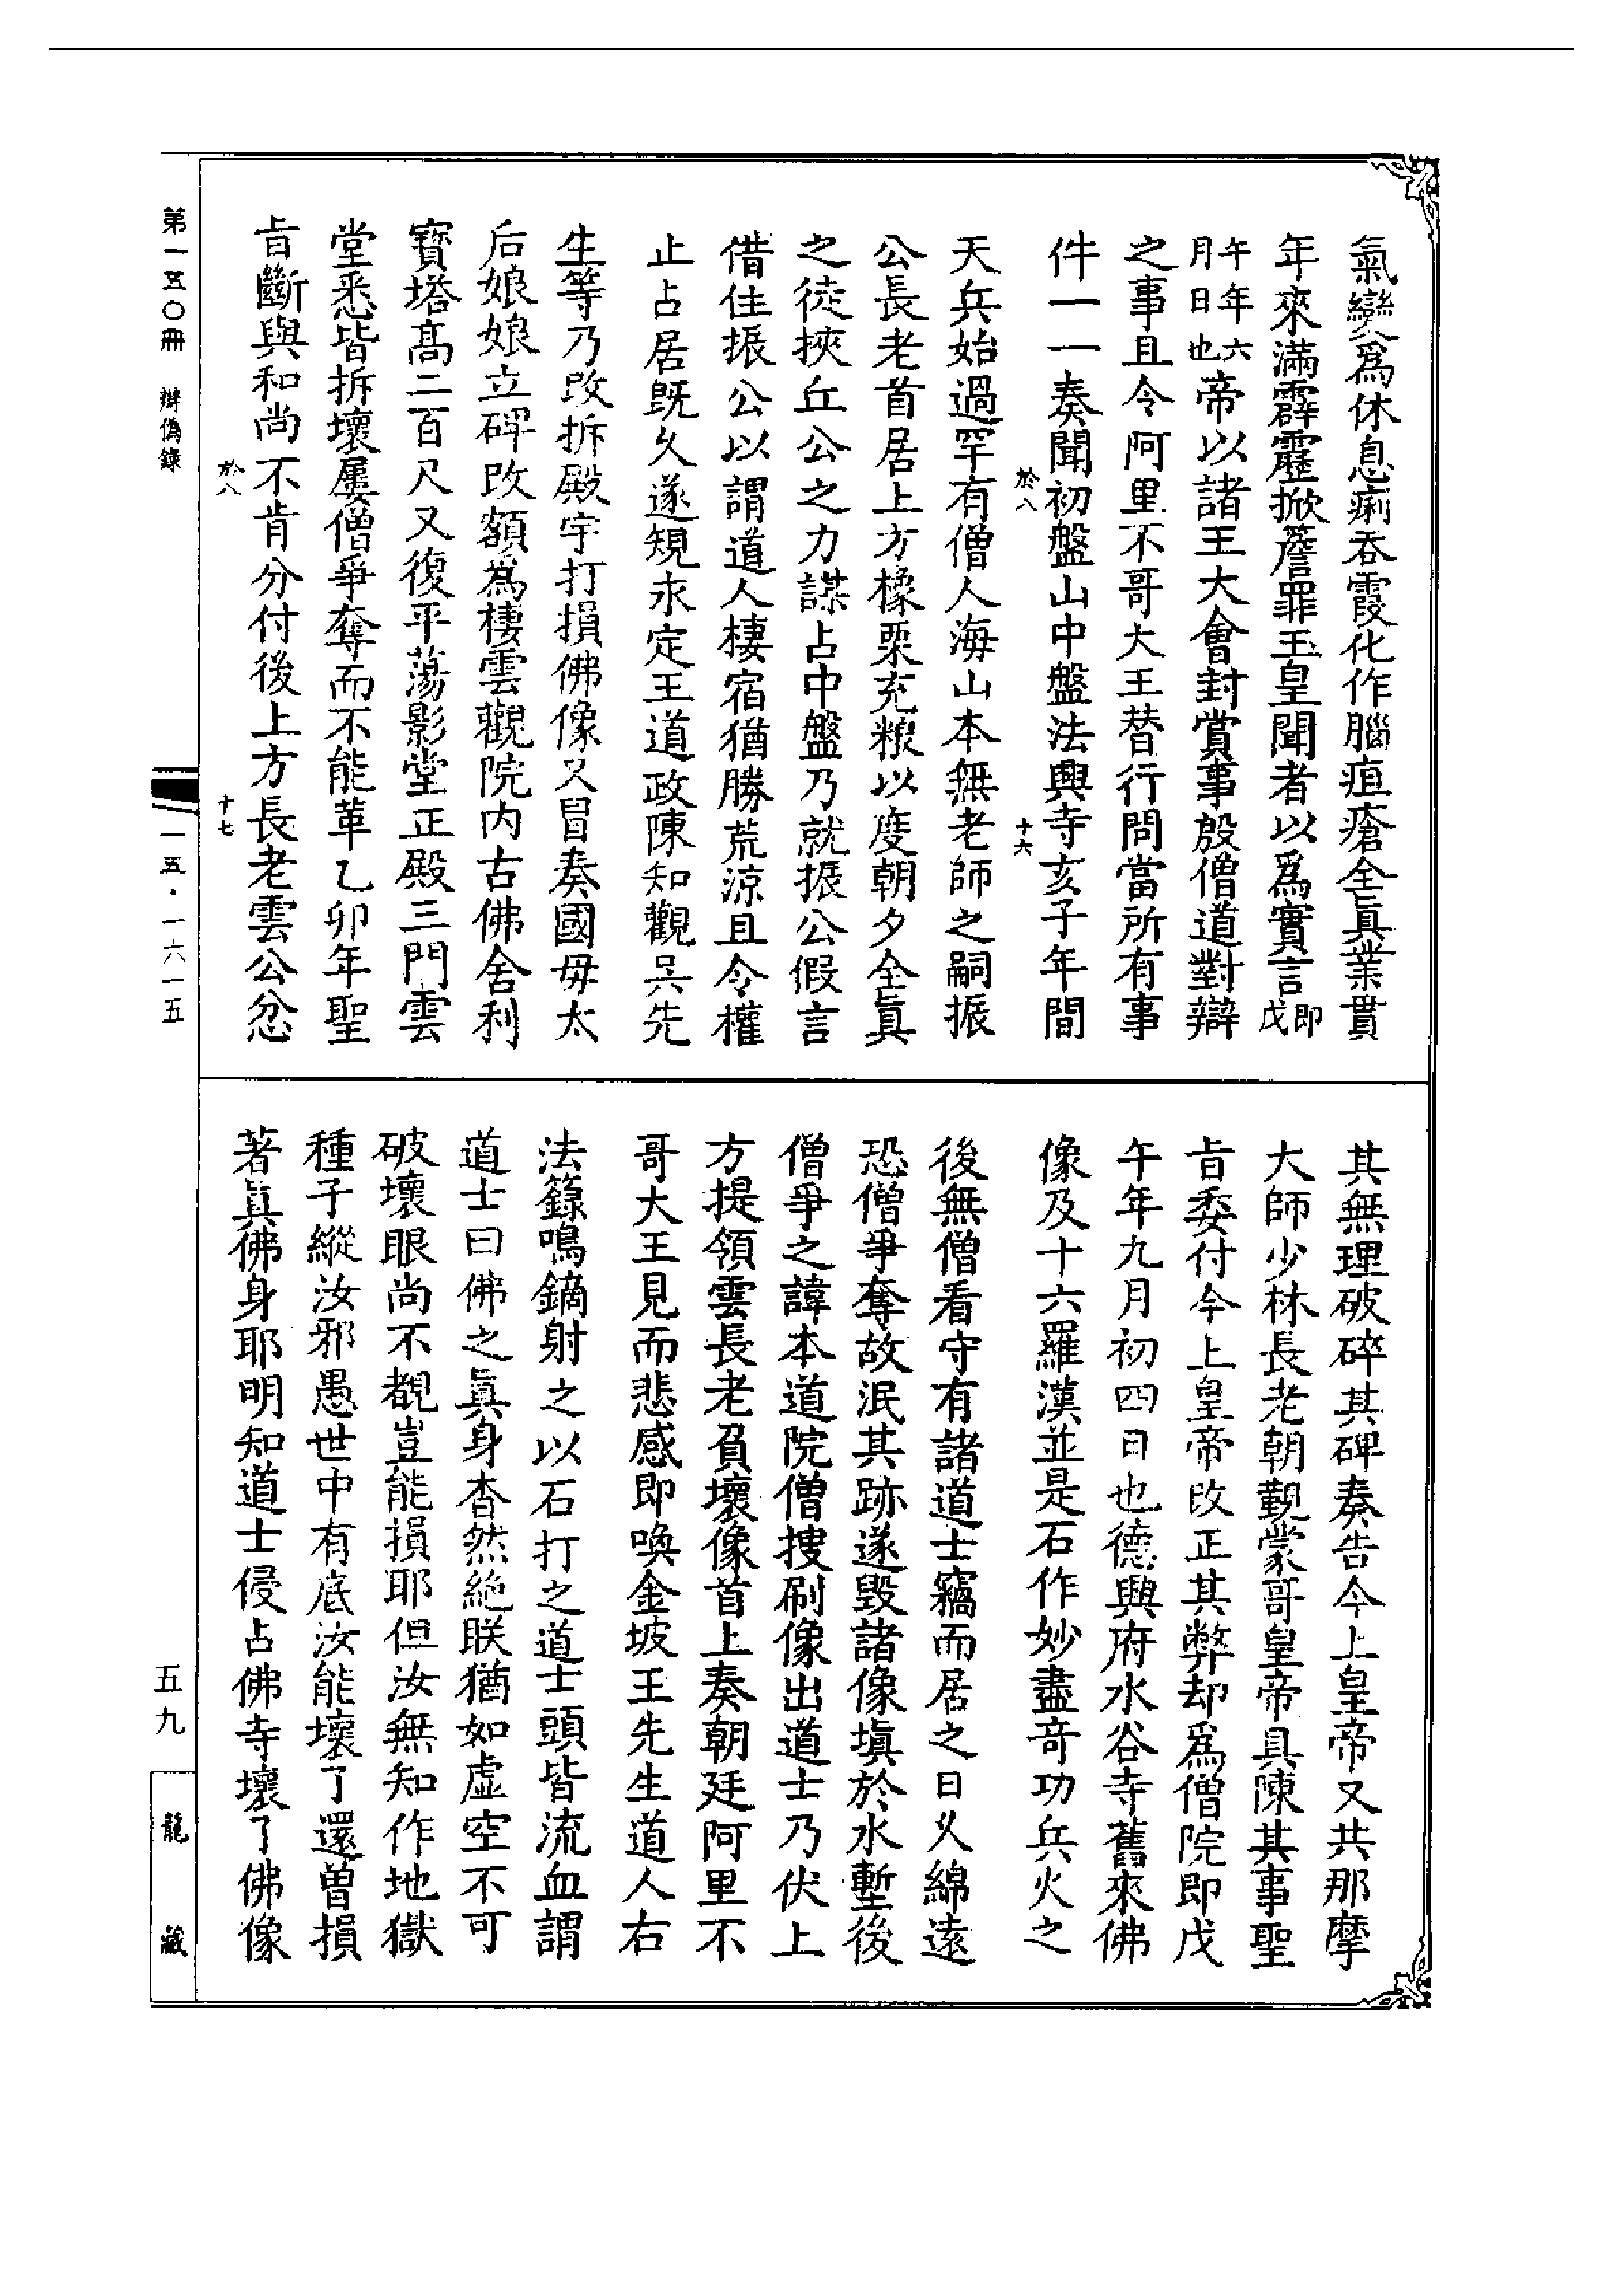 氣變爲休息痾吞霞化作腦疽瘡全眞業貫
年來滿霹靂掀簷罪玉皇聞者以爲實言即戊
午年六月日也帝以諸王大會封賞事殷僧道對辯
之事且令阿里不哥大王替行問當所有事
件一一奏聞初盤山中盤法興寺亥子年間
於八
十六
天兵始過罕有僧人海山本無老師之嗣振
公長老首居上方橡栗充粮以度朝夕全眞
之徒挾丘公之力謀占中盤乃就振公假言
借住振公以謂道人棲宿猶勝荒涼且令權
止占居旣久遂規永定王道政陳知觀吳先
生等乃改拆殿宇打損佛像又冒奏國母太
后娘娘立碑改額爲棲雲觀院内古佛舍利
寶塔高二百尺又復平蕩影堂正殿三門雲
堂悉皆拆壞屢僧爭奪而不能革乙卯年聖
旨斷與和尚不肯分付後上方長老雲公忿
於八
十七
其無理破碎其碑奏告今上皇帝又共那摩
大師少林長老朝覲蒙哥皇帝具陳其事聖
旨委付今上皇帝改正其弊却爲僧院即戊
午年九月初四日也德興府水谷寺舊來佛
像及十六羅漢並是石作妙盡奇功兵火之
後無僧看守有諸道士竊而居之日乆綿遠
恐僧爭奪故泯其跡遂毀諸像塡於水塹後
僧爭之諱本道院僧搜刷像出道士乃伏上
方提領雲長老負壞像首上奏朝廷阿里不
哥大王見而悲感即喚金坡王先生道人右
法籙鳴鏑射之以石打之道士頭皆流血謂
道士曰佛之眞身杳然絶朕猶如虚空不可
破壞眼尚不覩豈能損耶但汝無知作地獄
種子縱汝邪愚世中有底汝能壞了還曽損
著眞佛身耶明知道士侵占佛寺壞了佛像
第一五〇冊 辯僞錄
一五·一六一五
五九
龍藏